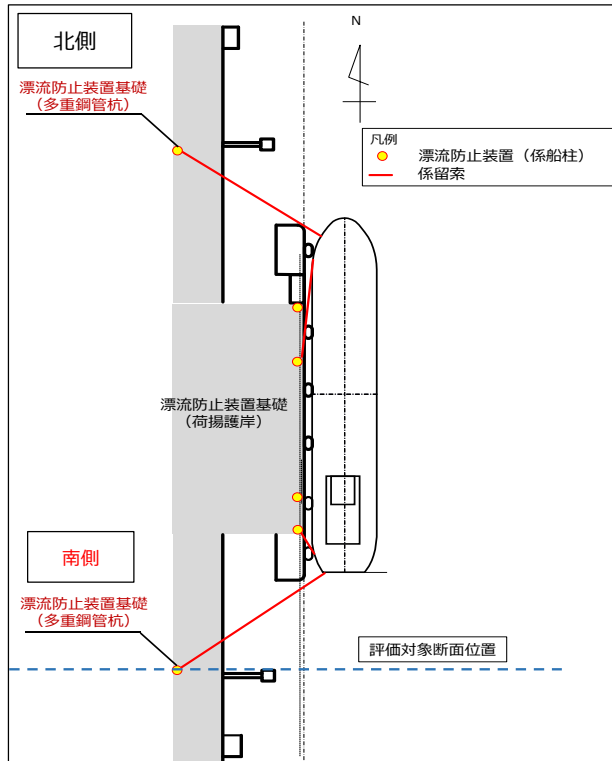 北側
N
漂流防止装置基礎
(多重鋼管杭)
凡例
漂流防止装置(係船柱)
係留索
漂流防止装置基礎
(荷揚護岸)
南側
漂流防止装置基礎
(多重鋼管杭)
評価対象断面位置